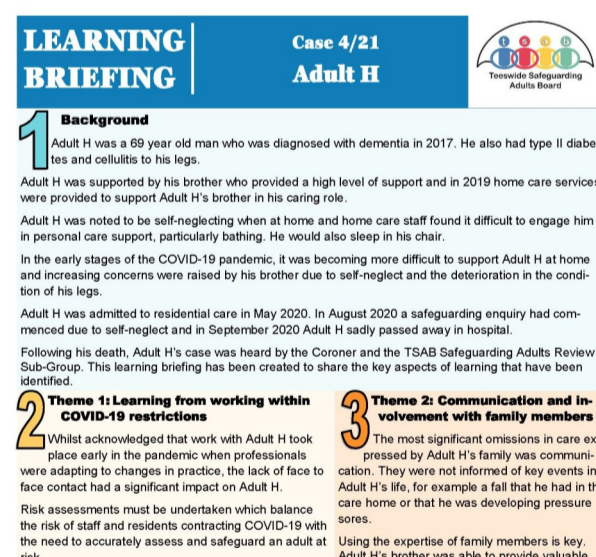 LEARNING
BRIEFING
Case 4/21
Adult H
tsab
Teeswide Safeguarding
Adults Board
1 Background
Adult H was a 69 year old man who was diagnosed with dementia in 2017. He also had type II diabe
tes and cellulitis to his legs.
Adult H was supported by his brother who provided a high level of support and in 2019 home care services
were provided to support Adult H's brother in his caring role.
Adult H was noted to be self-neglecting when at home and home care staff found it difficult to engage him
in personal care support, particularly bathing. He would also sleep in his chair.
In the early stages of the COVID-19 pandemic, it was becoming more difficult to support Adult H at home
and increasing concerns were raised by his brother due to self-neglect and the deterioration in the condi-
tion of his legs.
Adult H was admitted to residential care in May 2020. In August 2020 a safeguarding enquiry had com-
menced due to self-neglect and in September 2020 Adult H sadly passed away in hospital.
Following his death, Adult H's case was heard by the Coroner and the TSAB Safeguarding Adults Review
Sub-Group. This learning briefing has been created to share the key aspects of learning that have been
identified.
2 Theme 1: Learning from working within
COVID-19 restrictions
Whilst acknowledged that work with Adult H took
place early in the pandemic when professionals
were adapting to changes in practice, the lack of face to
face contact had a significant impact on Adult H.
Risk assessments must be undertaken which balance
the risk of staff and residents contracting COVID-19 with
the need to accurately assess and safeguard an adult at
risk
3 Theme 2: Communication and in-
volvement with family members
The most significant omissions in care ex
pressed by Adult H's family was communi-
cation. They were not informed of key events in
Adult H's life, for example a fall that he had in th
care home or that he was developing pressure
sores.
Using the expertise of family members is key.
Adult H's brother was able to provide valuable